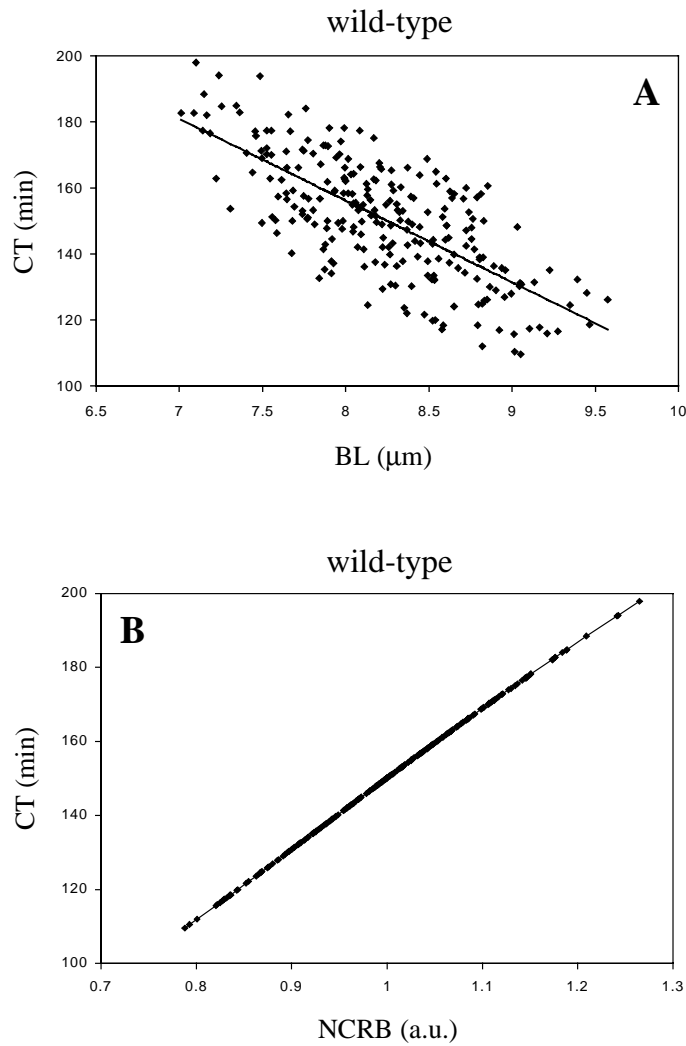 wild-type
A
200
180
160
140
120
100
CT (min)
6.5 7 7.5 8 8.5 9 9.5 10
BL (μm)
wild-type
B
200
180
160
140
120
100
CT (min)
0.7 0.8 0.9 1 1.1 1.2 1.3
NCRB (a.u.)